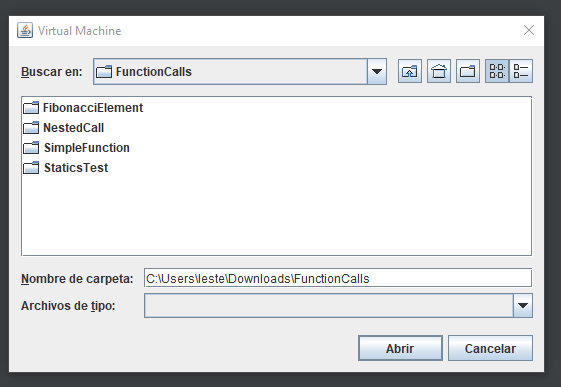 Virtual Machine
Buscar en: FunctionCalls
FibonacciElement
NestedCall
SimpleFunction
StaticsTest
Nombre de carpeta: C:\Users\leste\Downloads\FunctionCalls
Archivos de tipo:
Abrir Cancelar